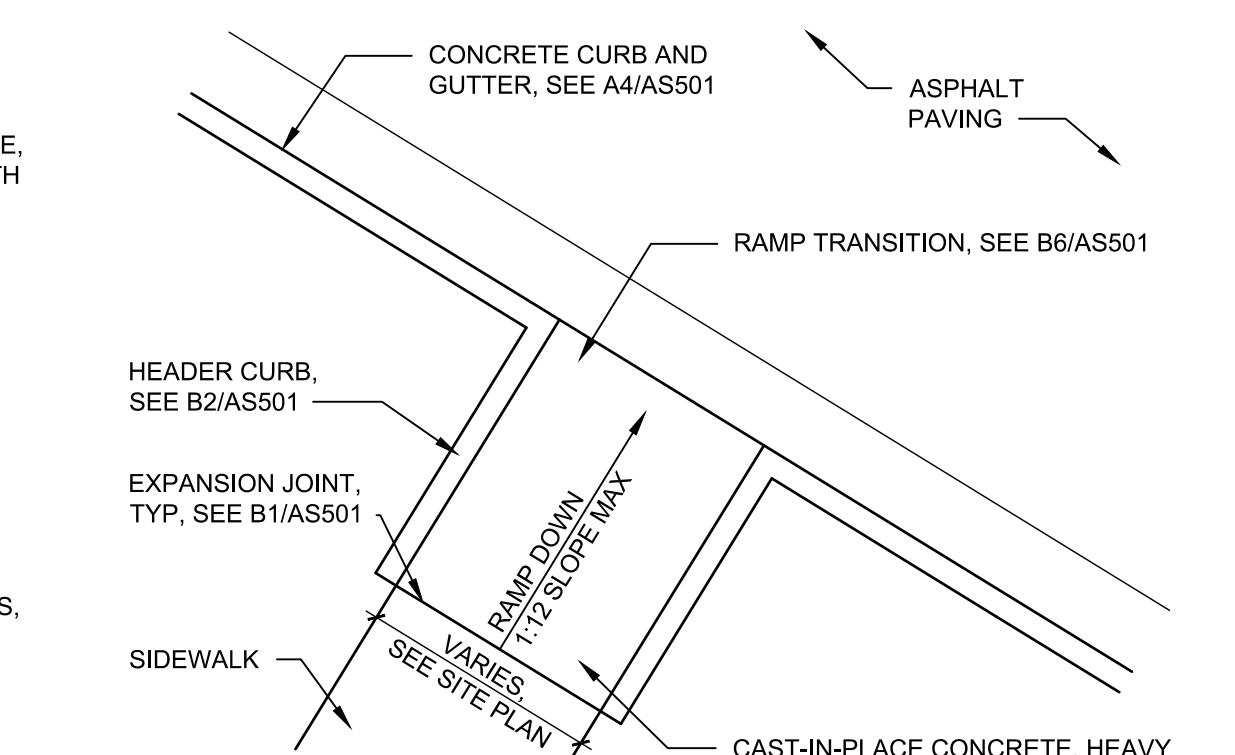 CONCRETE CURB AND
GUTTER, SEE A4/AS501
ASPHALT
PAVING
E,
TH
RAMP TRANSITION, SEE B6/AS501
HEADER CURB,
SEE B2/AS501
EXPANSION JOINT,
TYP, SEE B1/AS501
RAMP DOWN
1:12 SLOPE MAX
S,
SIDEWALK
VARIES,
SEE SITE PLAN
CAST-IN-PLACE CONCRETE, HEAVY